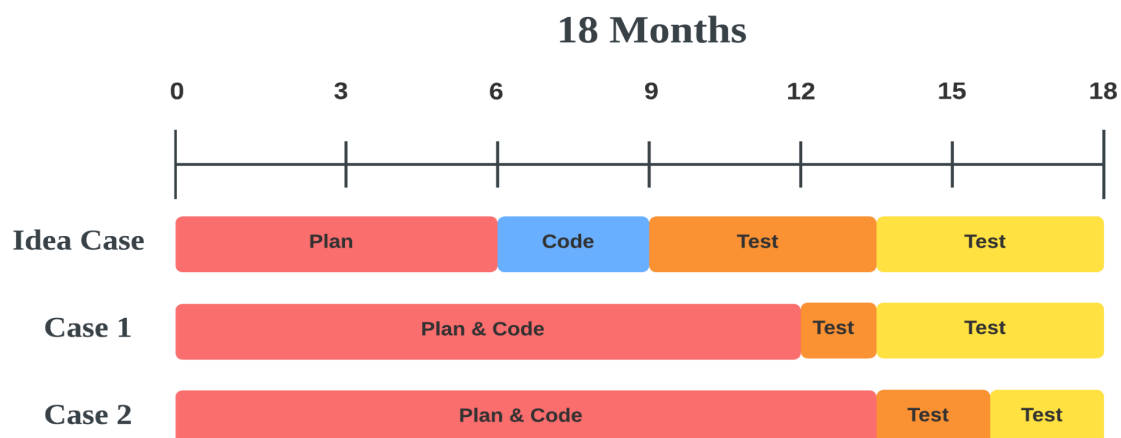 18 Months
0 3 6 9 12 15 18
Idea Case Plan Code Test Test
Case 1 Plan & Code Test Test
Case 2 Plan & Code Test Test